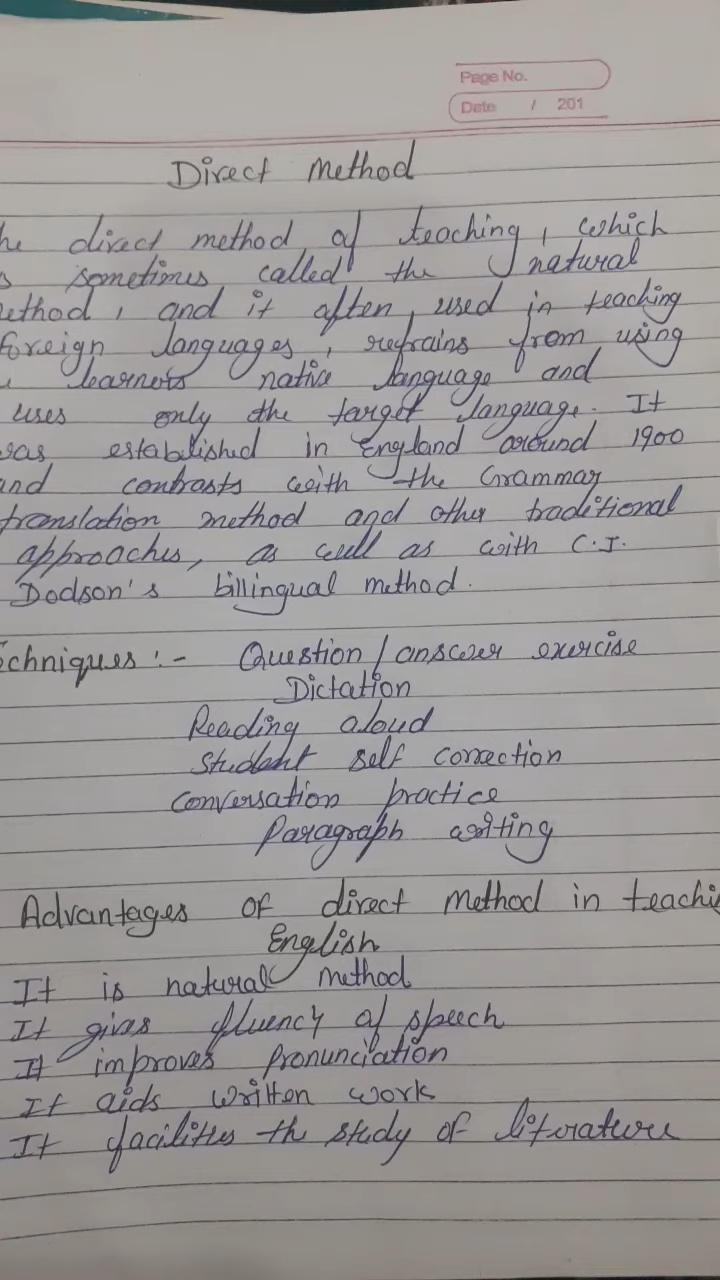 Page No.
Date / 201
Direct Method
he direct method of teaching, which
s sometimes called the natural
ethod, and it often, used in teaching
foreign languages, refrains from using
learners native language and
uses only the target language. It
was established in England around 1900
and contrasts with the Grammar
translation method and other traditional
approaches, as well as with C.J.
Dodson's billingual method.
echniques :- Question/answer exercise
Dictation
Reading aloud
Student self correction
Conversation practice
Paragraph writing
Advantages of direct method in teachi
English
It is natural method
It gives fluency of speech
It improves pronunciation
It aids written work
It facilites the study of literature